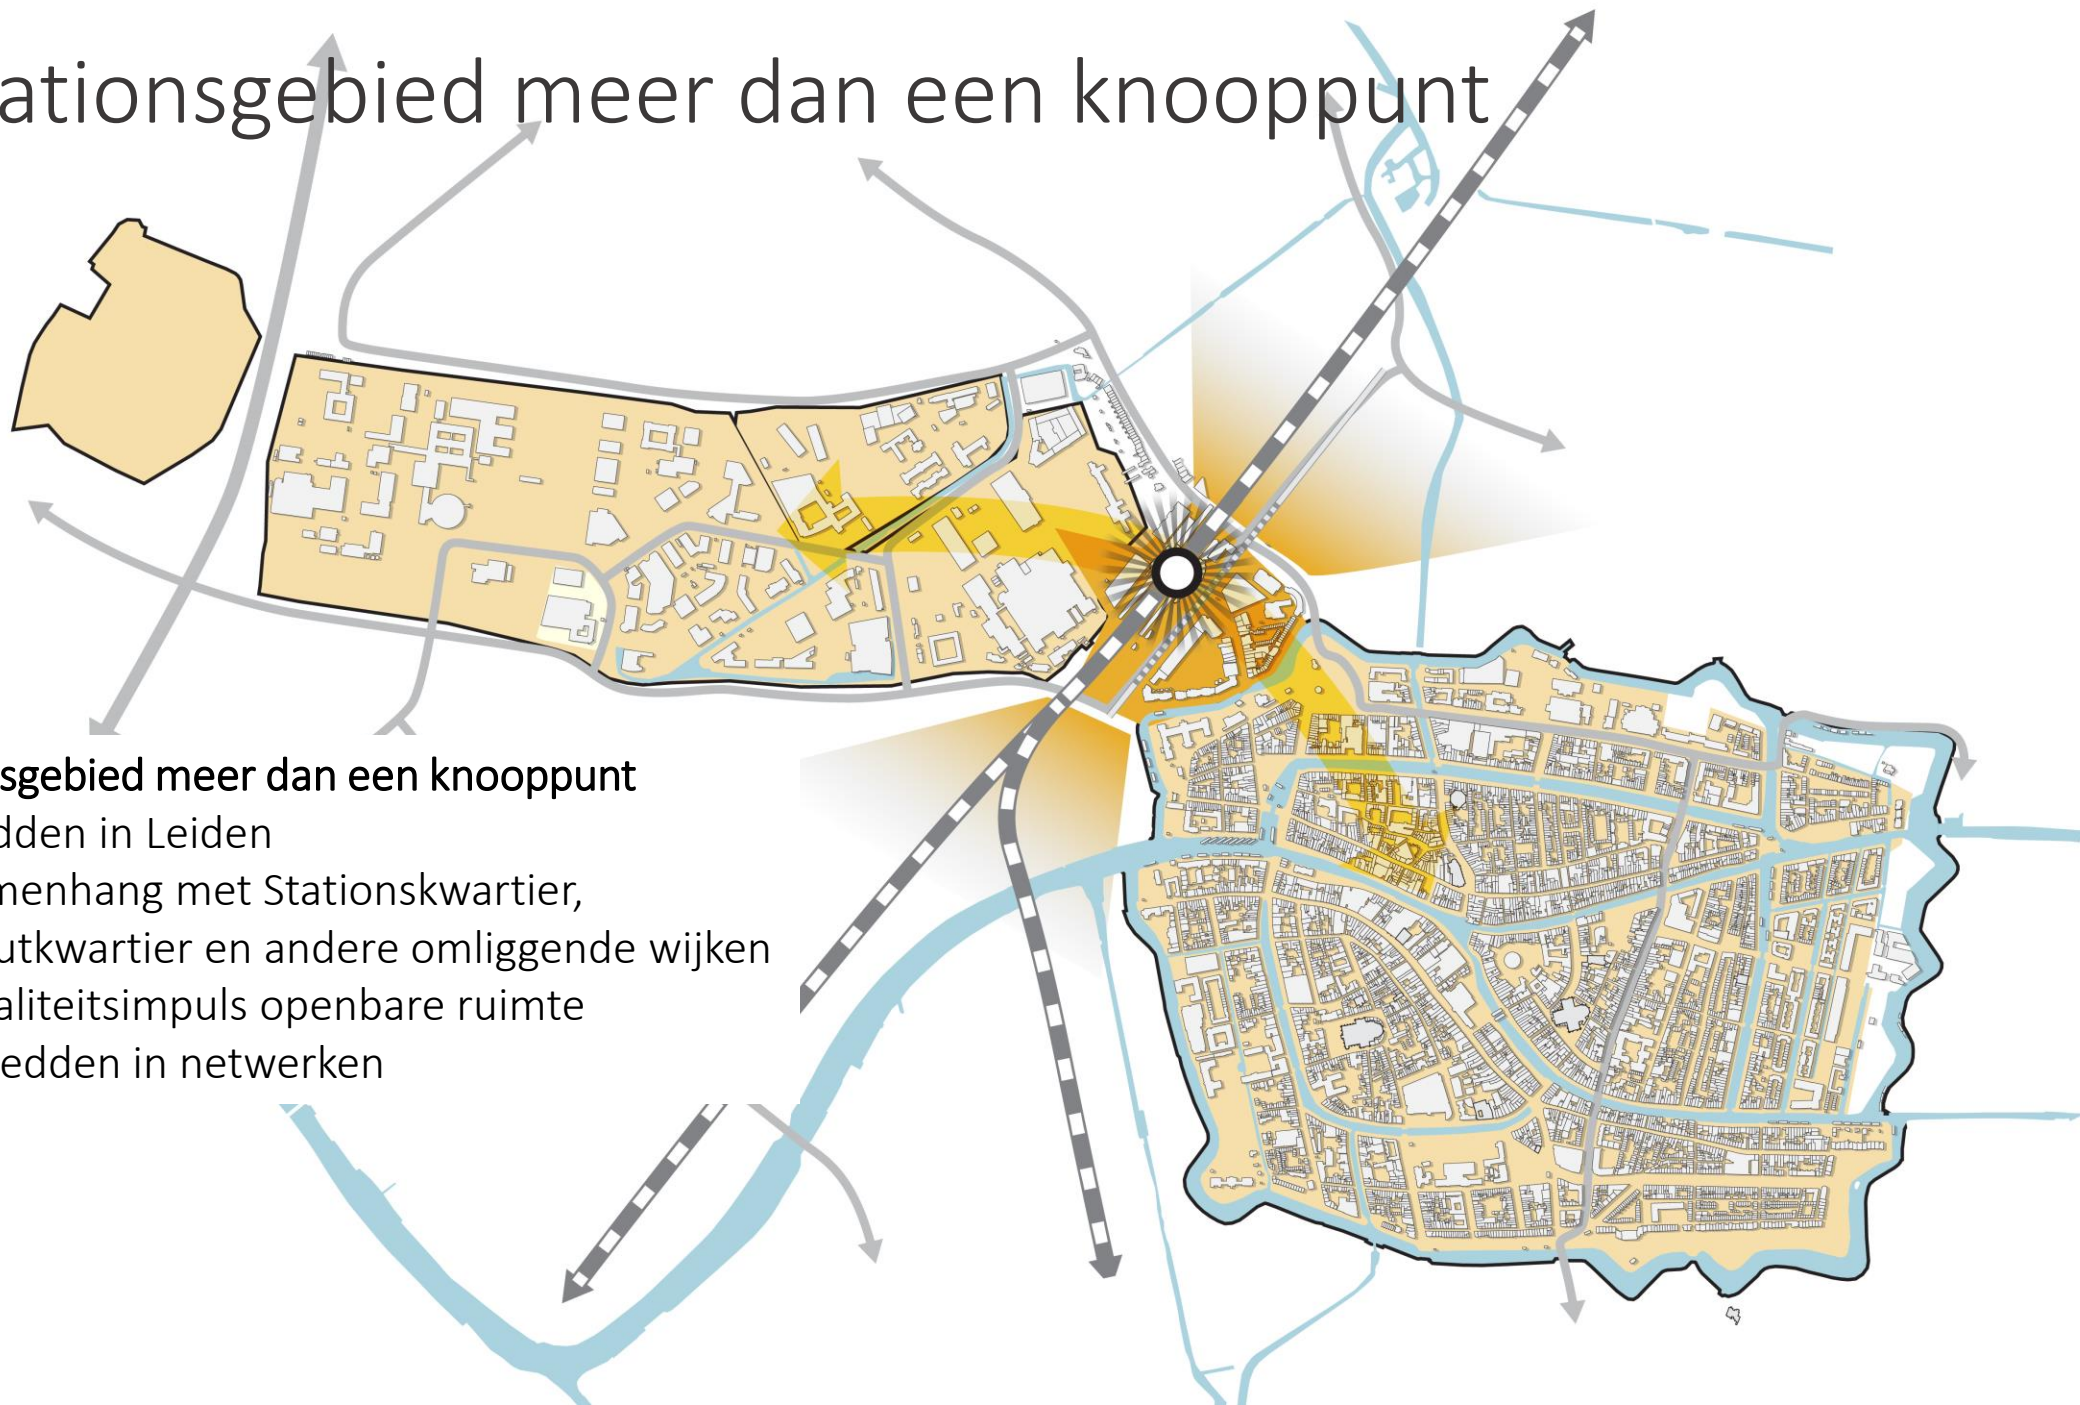 ationsgebied meer dan een knooppunt
sgebied meer dan een knooppunt
dden in Leiden
menhang met Stationskwartier,
utkwartier en andere omliggende wijken
aliteitsimpuls openbare ruimte
edden in netwerken